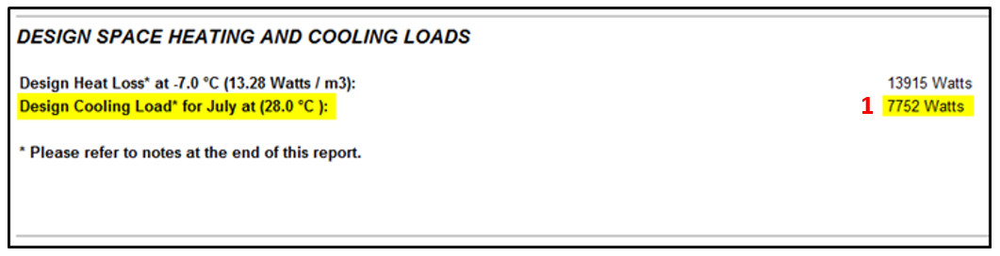 DESIGN SPACE HEATING AND COOLING LOADS
Design Heat Loss* at -7.0 °C (13.28 Watts / m3): 13915 Watts
Design Cooling Load* for July at (28.0 °C ): 1 7752 Watts
* Please refer to notes at the end of this report.